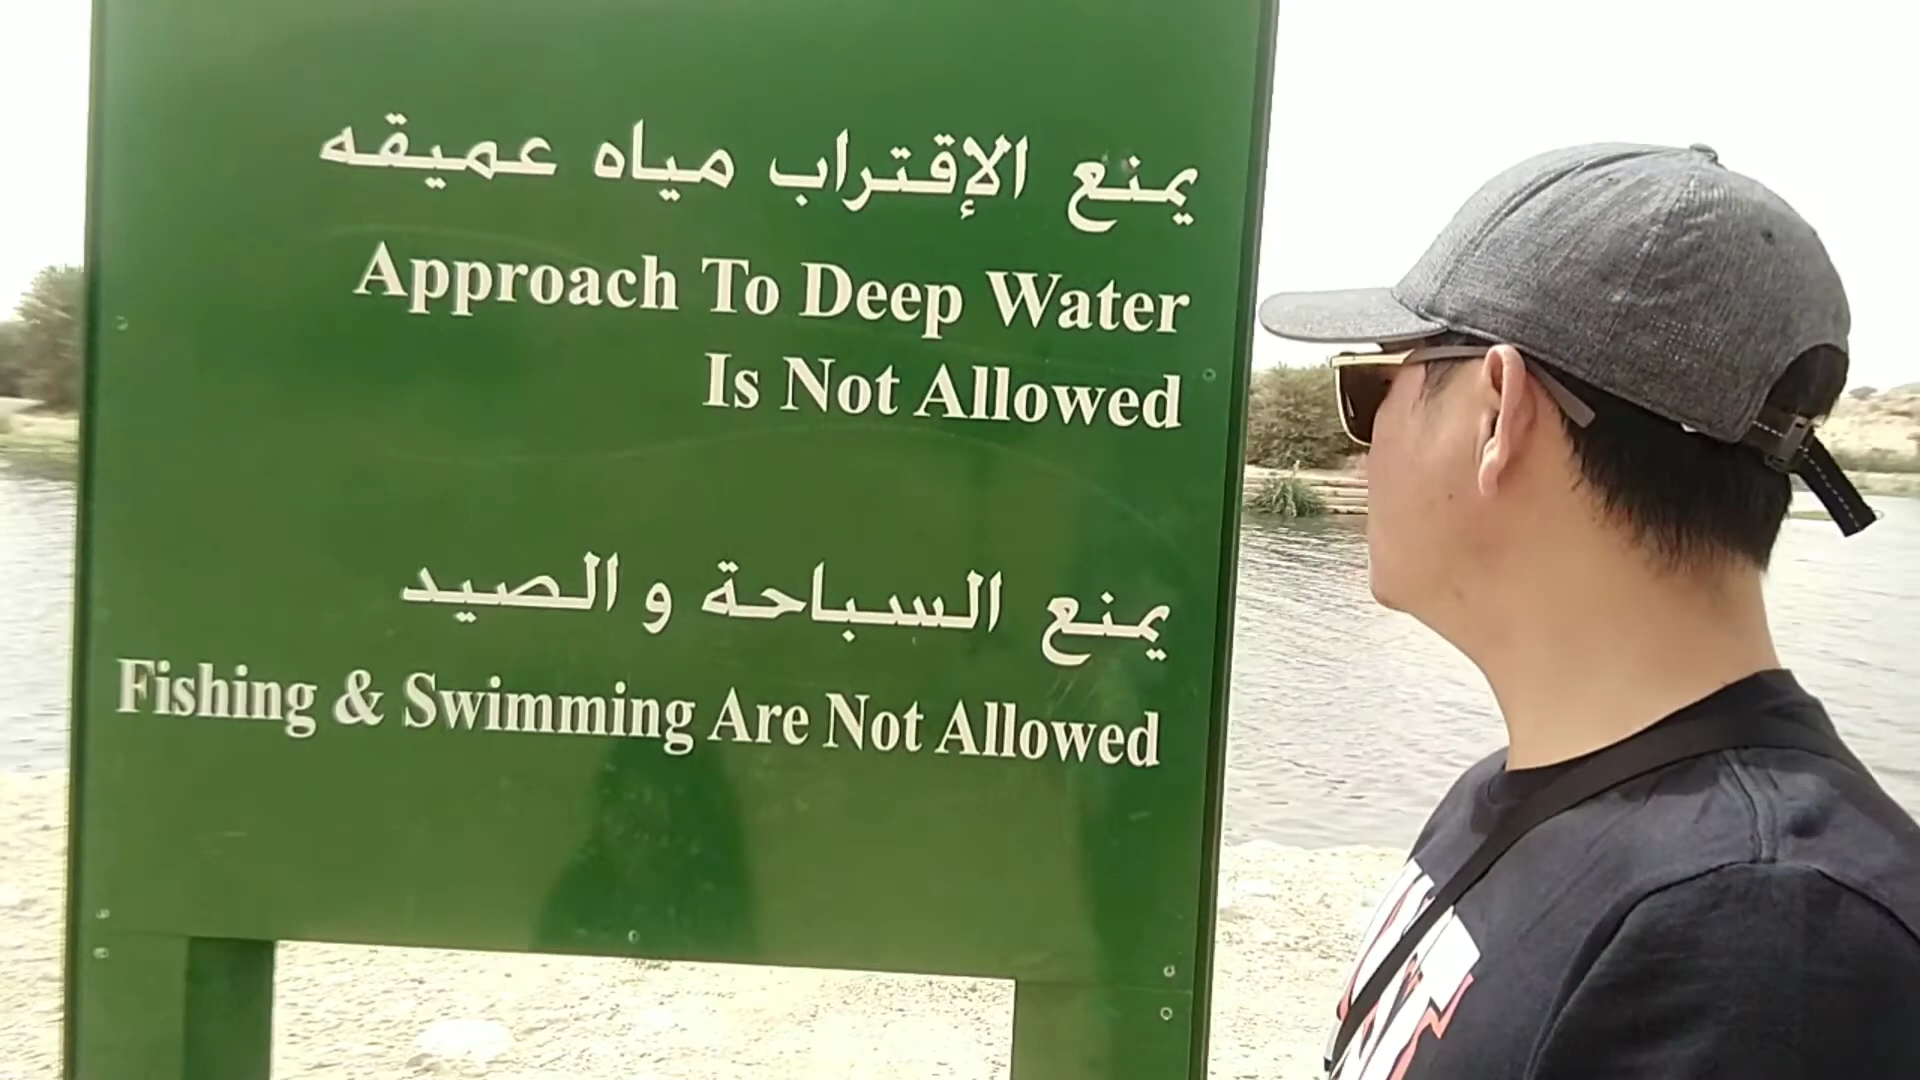 يمنع الإقتراب مياه عميقه
Approach To Deep Water
Is Not Allowed
يمنع السباحة و الصيد
Fishing & Swimming Are Not Allowed